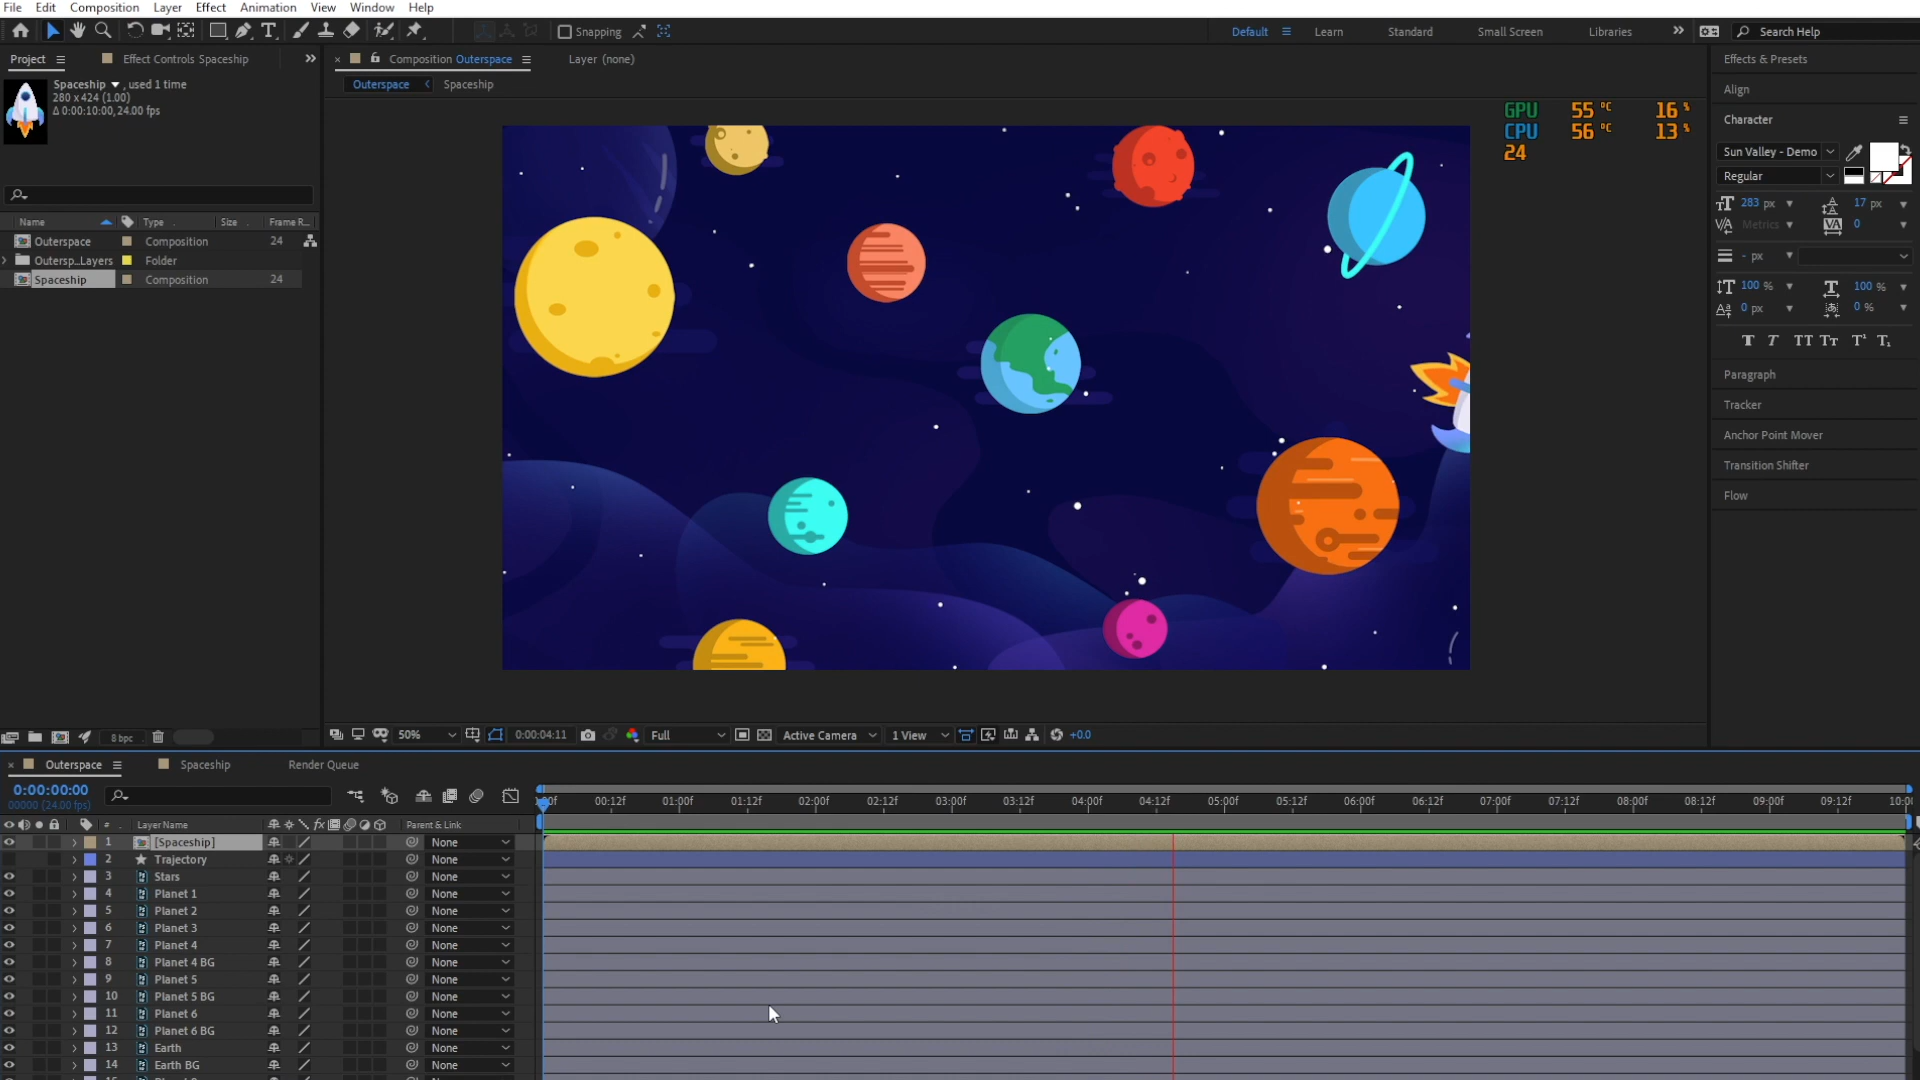 File Edit Composition Layer Effect Animation View Window Help
Snapping Default Learn Standard Small Screen Libraries Search Help
Project Effect Controls Spaceship
Composition Outerspace Layer (none)
Effects & Presets
Outerspace Spaceship
Spaceship , used 1 time
280 x 424 (1.00)
Δ 0:00:10:00, 24.00 fps
GPU 55 °C 16 %
CPU 56 °C 13 %
24
Align
Character
Sun Valley - Demo
Regular
283 px 17 px
Metrics 0
- px
100 % 100 %
0 px 0 %
Paragraph
Tracker
Anchor Point Mover
Transition Shifter
Flow
Name Type Size Frame R...
Outerspace Composition 24
Outersp...Layers Folder
Spaceship Composition 24
8 bpc
50% 0:00:04:11 Full Active Camera 1 View +0.0
Outerspace Spaceship Render Queue
0:00:00:00
00000 (24.00 fps)
00:12f 01:00f 01:12f 02:00f 02:12f 03:00f 03:12f 04:00f 04:12f 05:00f 05:12f 06:00f 06:12f 07:00f 07:12f 08:00f 08:12f 09:00f 09:12f
# Layer Name Parent & Link
1 [Spaceship] None
2 Trajectory None
3 Stars None
4 Planet 1 None
5 Planet 2 None
6 Planet 3 None
7 Planet 4 None
8 Planet 4 BG None
9 Planet 5 None
10 Planet 5 BG None
11 Planet 6 None
12 Planet 6 BG None
13 Earth None
14 Earth BG None